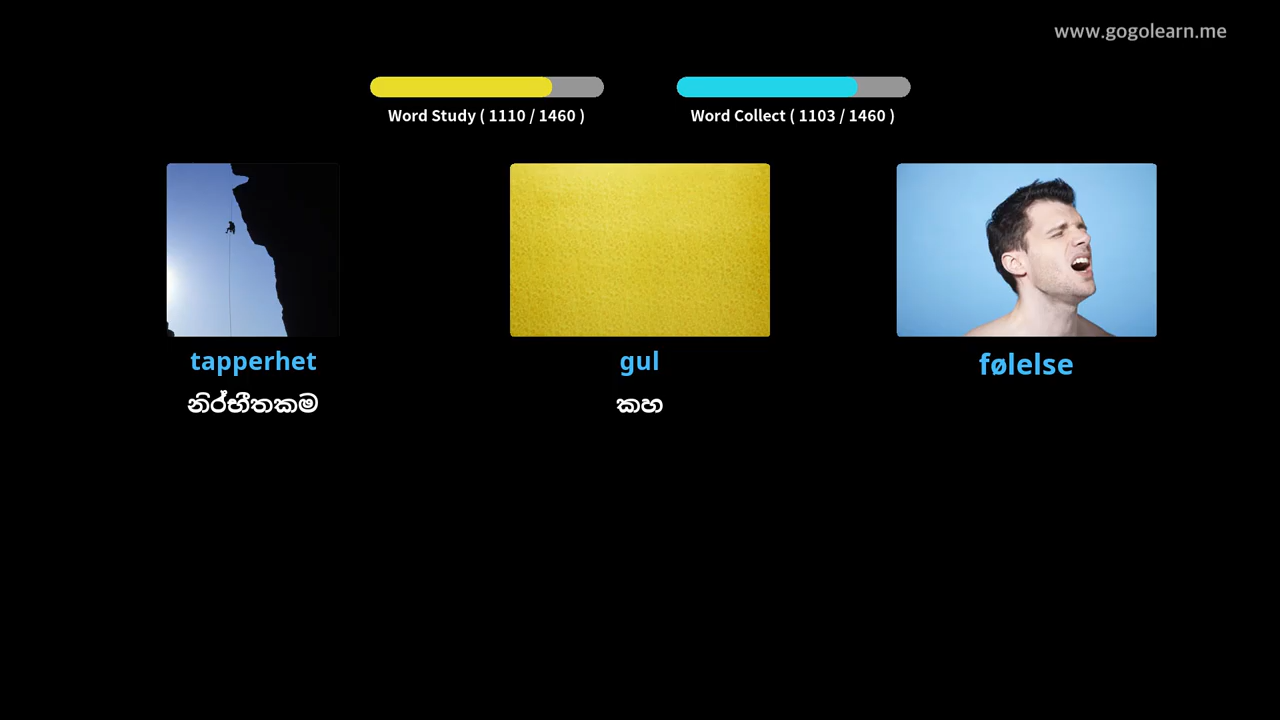 www.gogolearn.me
Word Study ( 1110 / 1460 )
Word Collect ( 1103 / 1460 )
tapperhet
gul
følelse
නිර්භීතකම
කහ